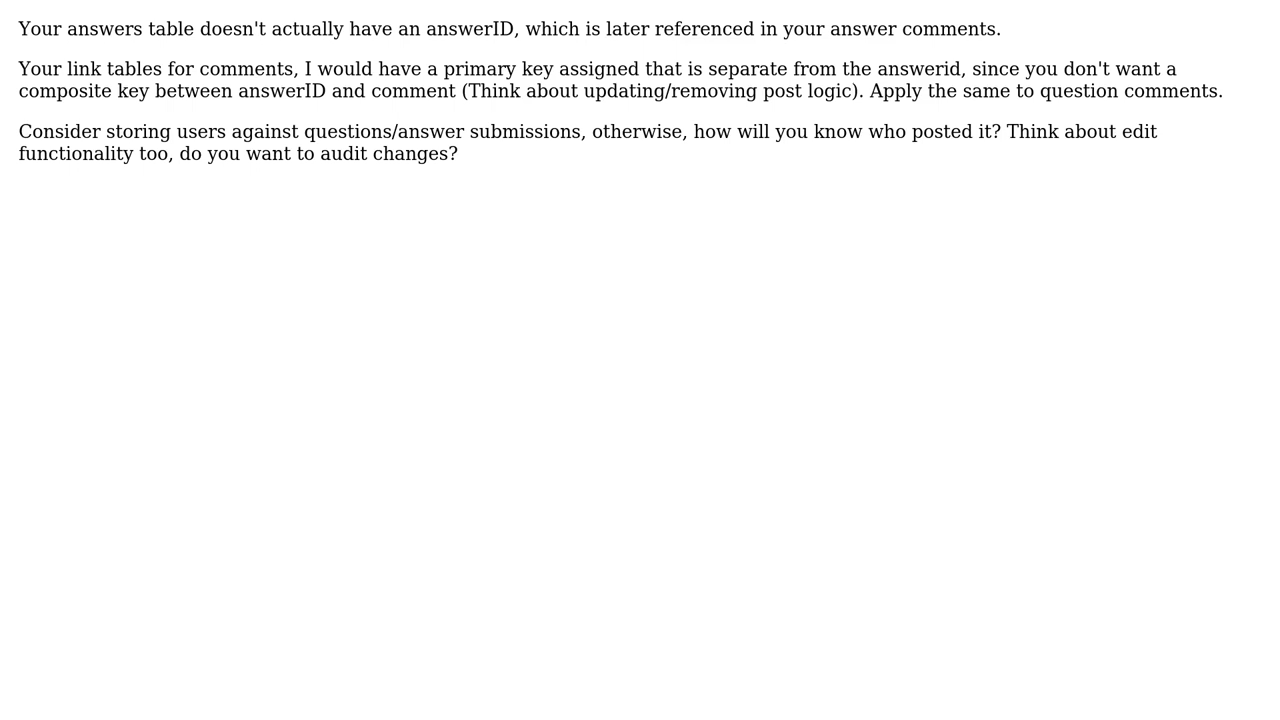 Your answers table doesn't actually have an answerID, which is later referenced in your answer comments.
Your link tables for comments, I would have a primary key assigned that is separate from the answerid, since you don't want a
composite key between answerID and comment (Think about updating/removing post logic). Apply the same to question comments.
Consider storing users against questions/answer submissions, otherwise, how will you know who posted it? Think about edit
functionality too, do you want to audit changes?